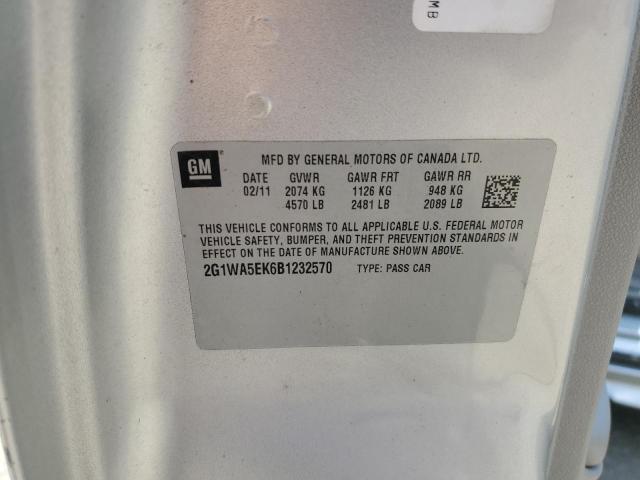 MB
GM
MFD BY GENERAL MOTORS OF CANADA LTD.
DATE GVWR GAWR FRT GAWR RR
02/11 2074 KG 1126 KG 948 KG
4570 LB 2481 LB 2089 LB
THIS VEHICLE CONFORMS TO ALL APPLICABLE U.S. FEDERAL MOTOR
VEHICLE SAFETY, BUMPER, AND THEFT PREVENTION STANDARDS IN
EFFECT ON THE DATE OF MANUFACTURE SHOWN ABOVE.
2G1WA5EK6B1232570 TYPE: PASS CAR